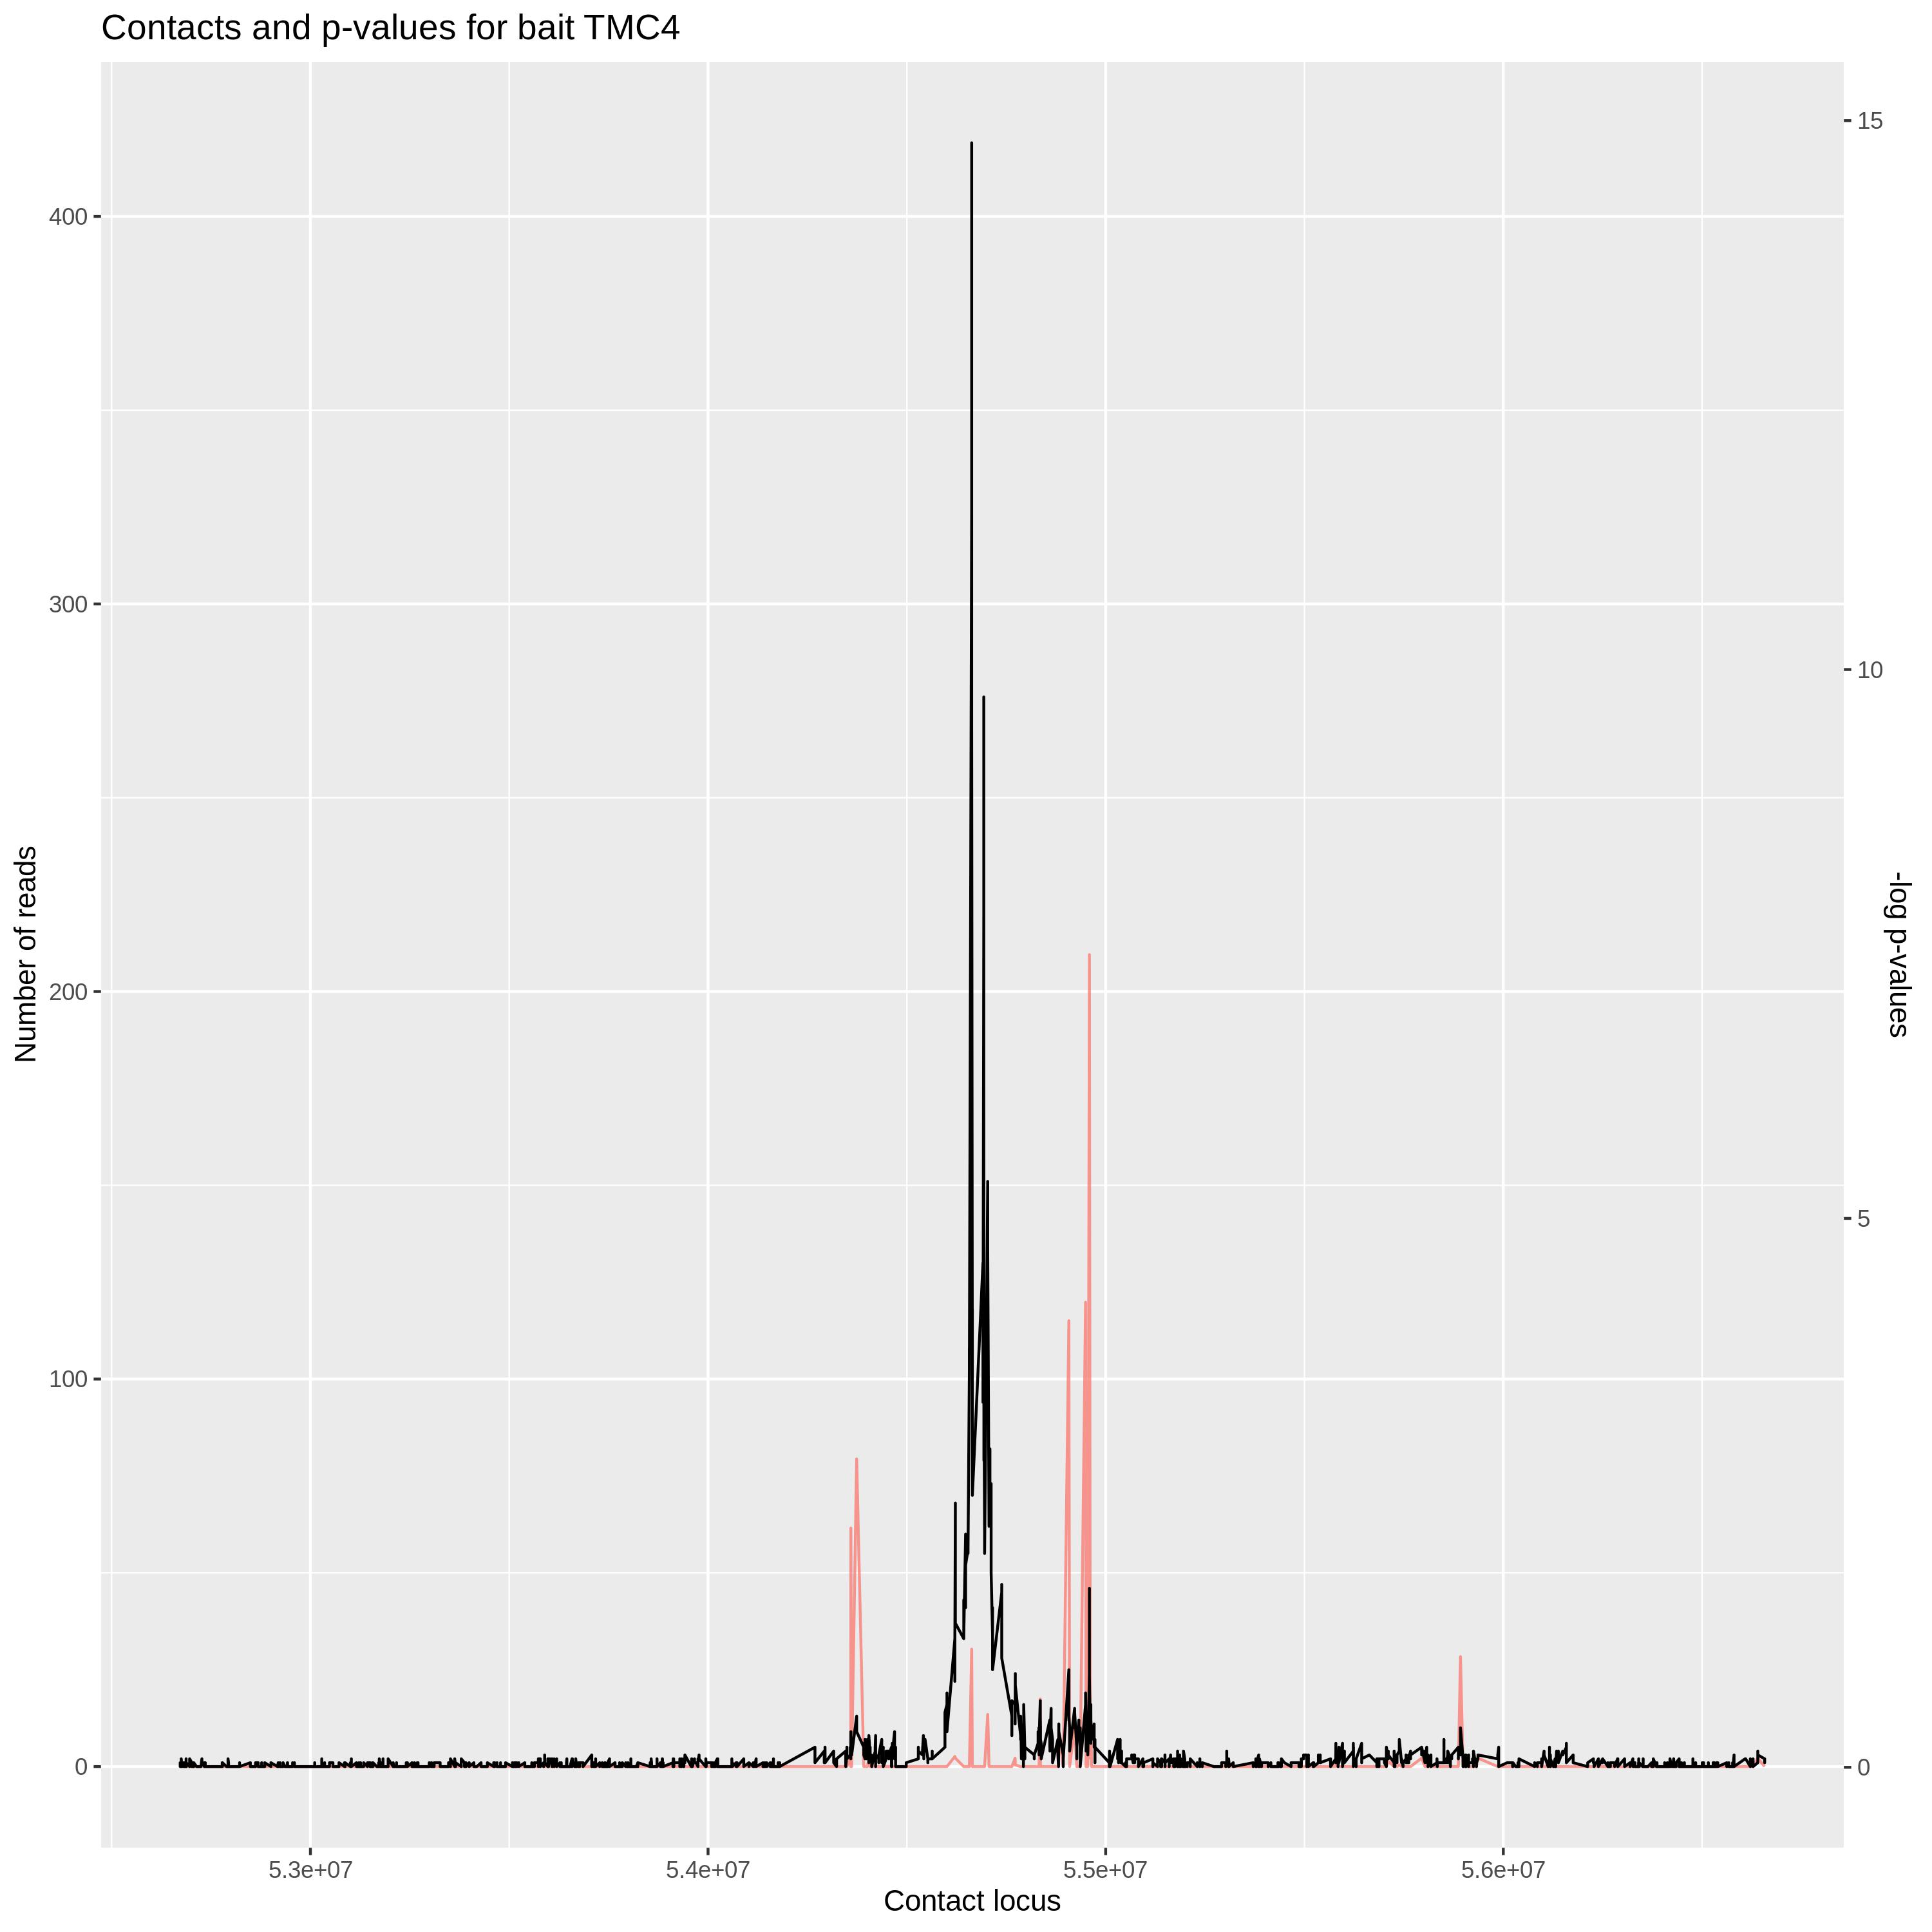 Contacts and p-values for bait TMC4
400
300
200
100
0
Number of reads
15
10
5
0
-log p-values
5.3e+07
5.4e+07
5.5e+07
5.6e+07
Contact locus